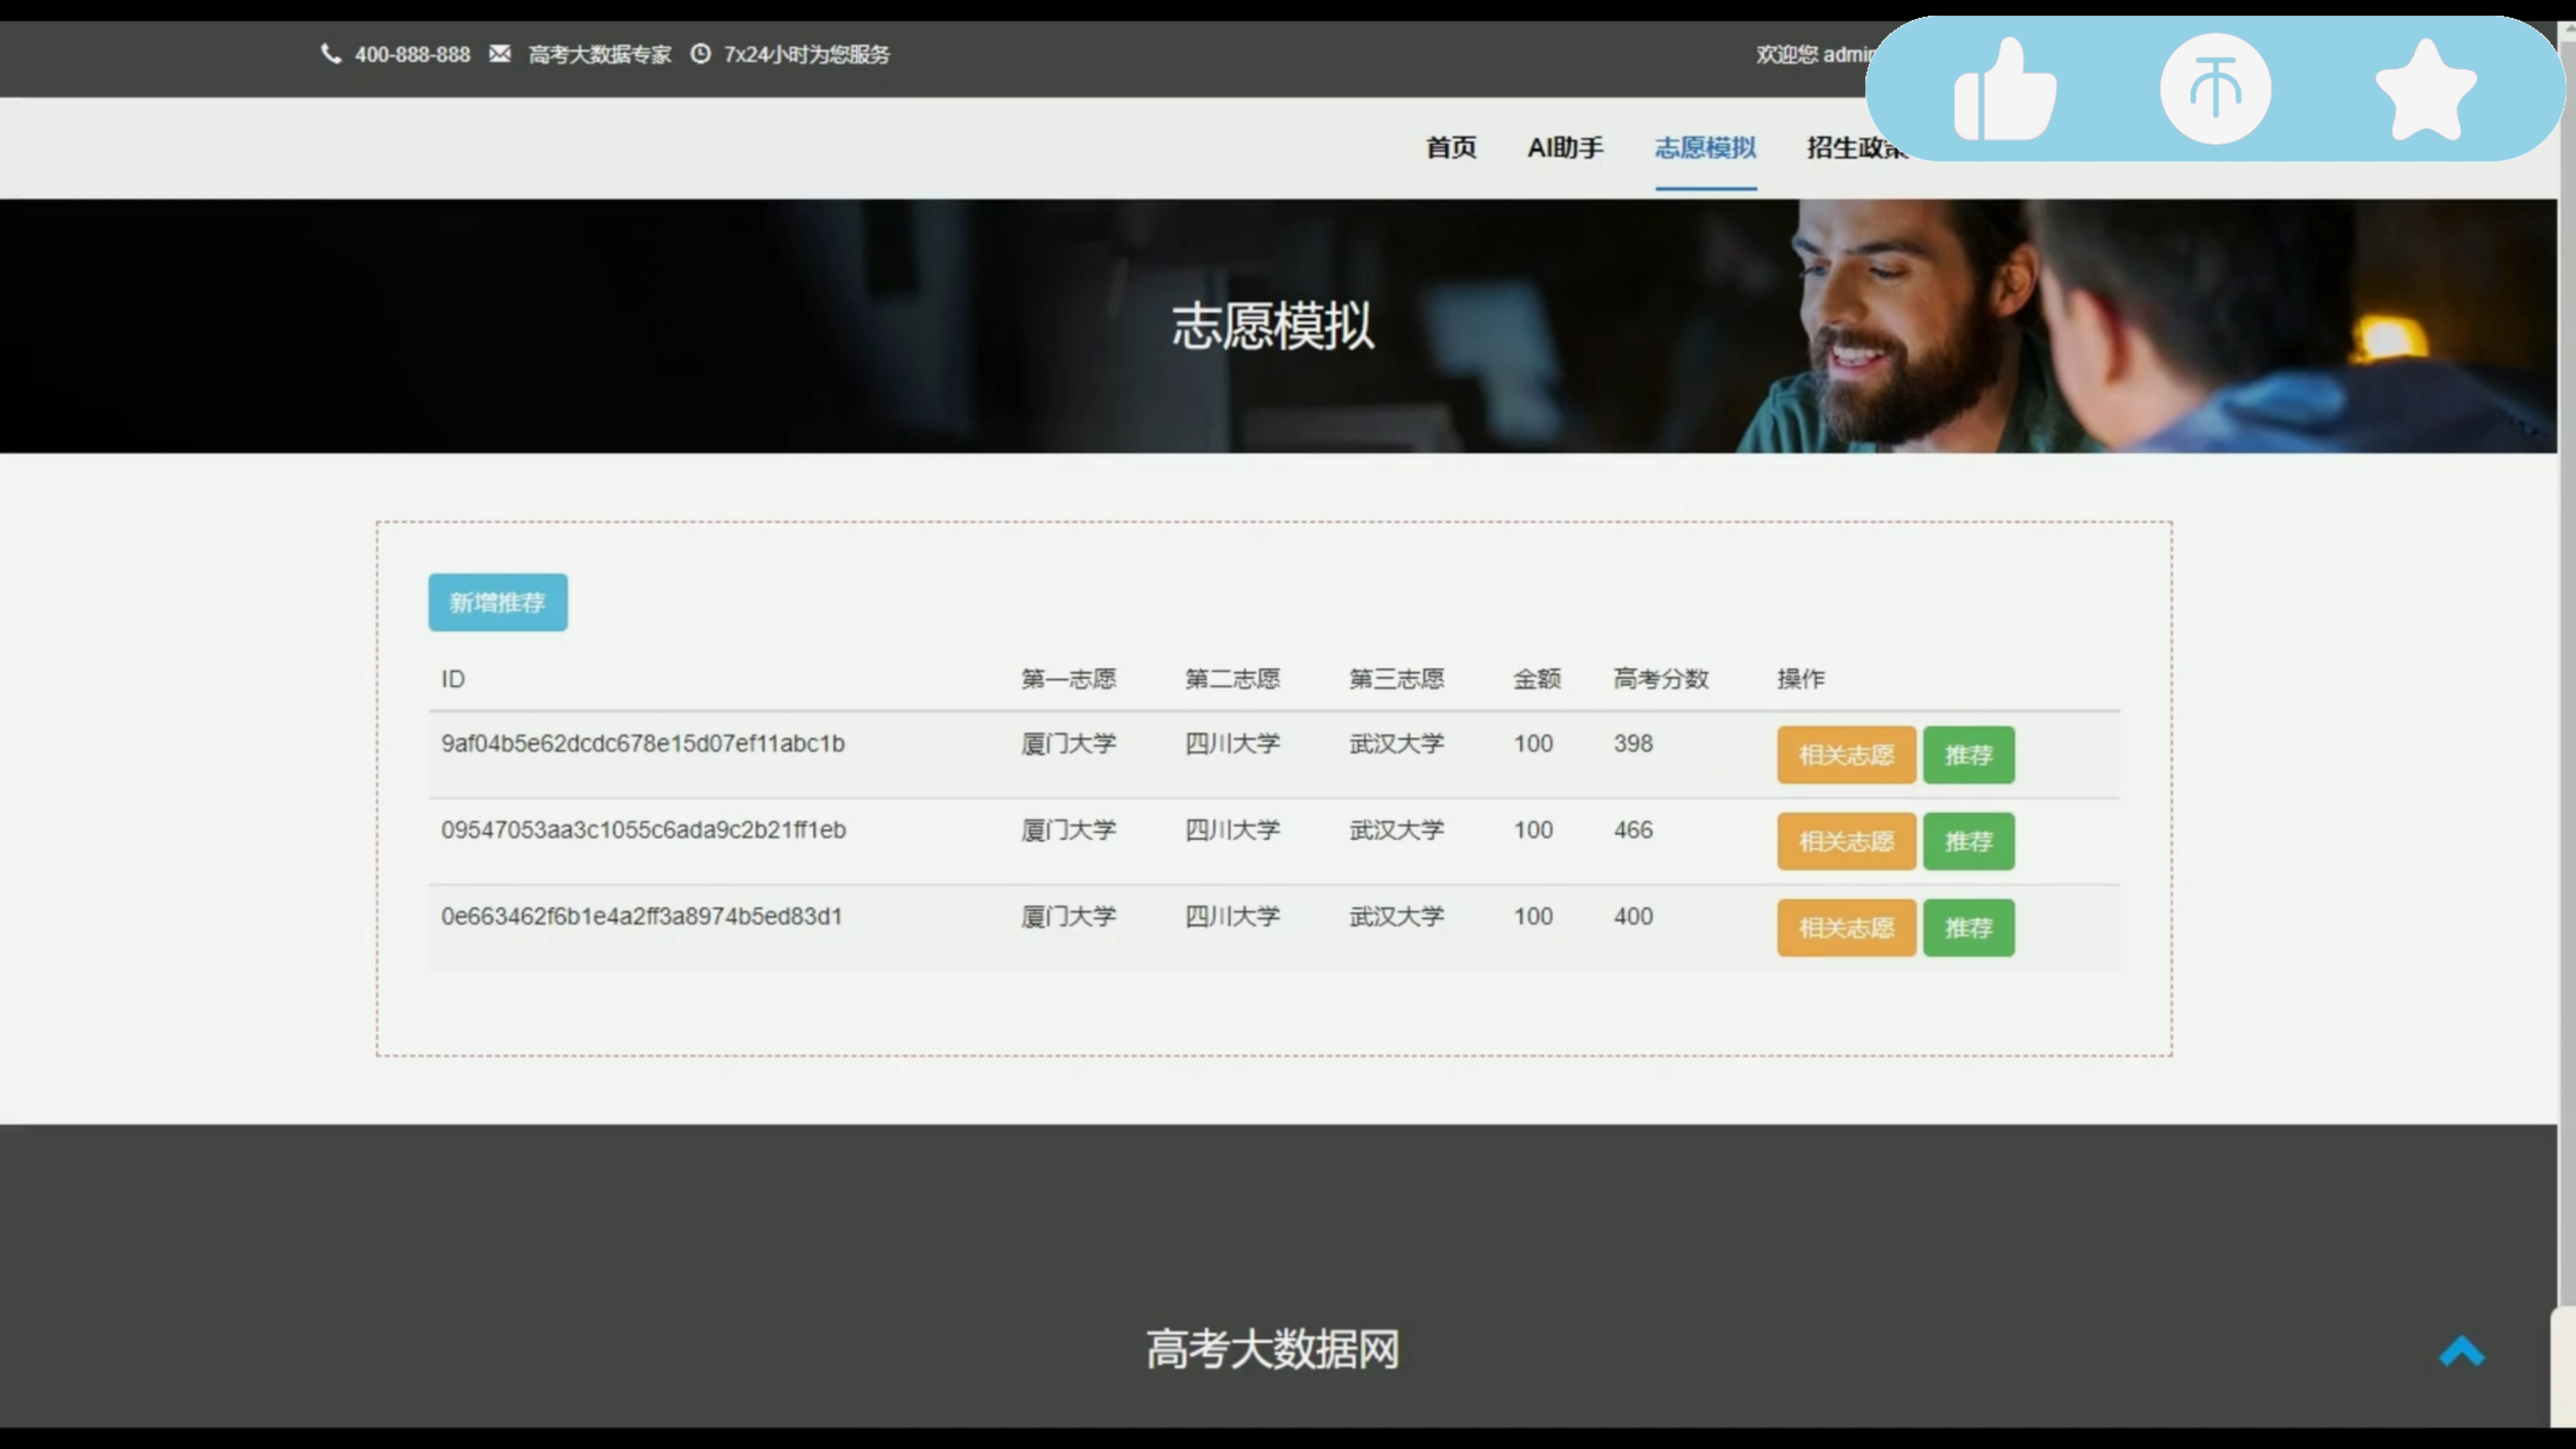 400-888-888 高考大数据专家 7x24小时为您服务
欢迎您 admin
首页 AI助手 志愿模拟 招生政策
志愿模拟
新增推荐
ID 第一志愿 第二志愿 第三志愿 金额 高考分数 操作
9af04b5e62dcdc678e15d07ef11abc1b 厦门大学 四川大学 武汉大学 100 398 相关志愿 推荐
09547053aa3c1055c6ada9c2b21ff1eb 厦门大学 四川大学 武汉大学 100 466 相关志愿 推荐
0e663462f6b1e4a2ff3a8974b5ed83d1 厦门大学 四川大学 武汉大学 100 400 相关志愿 推荐
高考大数据网